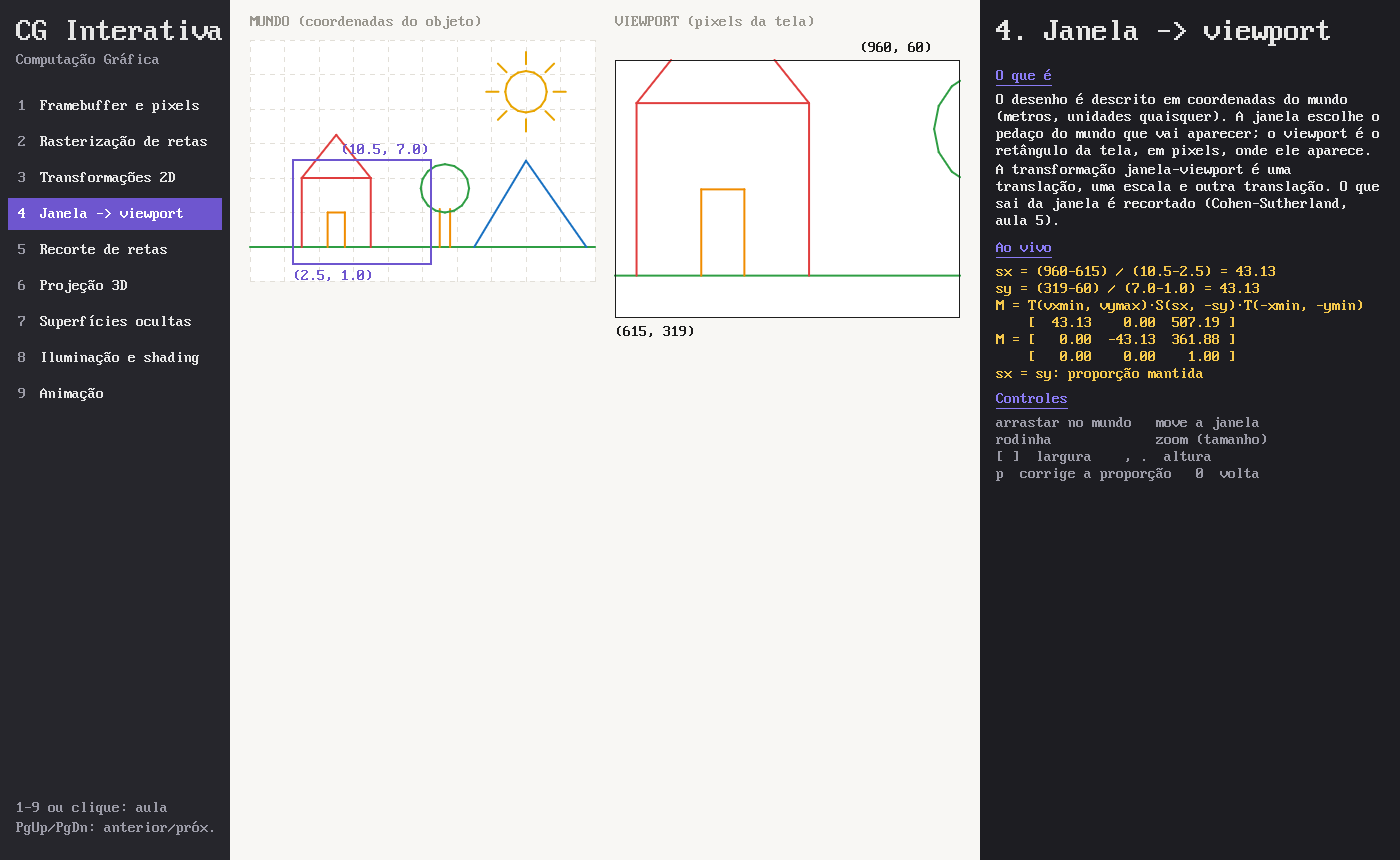 CG Interativa
Computação Gráfica
1 Framebuffer e pixels
2 Rasterização de retas
3 Transformações 2D
4 Janela -> viewport
5 Recorte de retas
6 Projeção 3D
7 Superfícies ocultas
8 Iluminação e shading
9 Animação
1-9 ou clique: aula
PgUp/PgDn: anterior/próx.
MUNDO (coordenadas do objeto)
(10.5, 7.0)
(2.5, 1.0)
VIEWPORT (pixels da tela)
(960, 60)
(615, 319)
4. Janela -> viewport
O que é
O desenho é descrito em coordenadas do mundo
(metros, unidades quaisquer). A janela escolhe o
pedaço do mundo que vai aparecer; o viewport é o
retângulo da tela, em pixels, onde ele aparece.
A transformação janela-viewport é uma
translação, uma escala e outra translação. O que
sai da janela é recortado (Cohen-Sutherland,
aula 5).
Ao vivo
sx = (960-615) / (10.5-2.5) = 43.13
sy = (319-60) / (7.0-1.0) = 43.13
M = T(vxmin, vymax)·S(sx, -sy)·T(-xmin, -ymin)
[ 43.13 0.00 507.19 ]
M = [ 0.00 -43.13 361.88 ]
[ 0.00 0.00 1.00 ]
sx = sy: proporção mantida
Controles
arrastar no mundo move a janela
rodinha zoom (tamanho)
[ ] largura , . altura
p corrige a proporção 0 volta